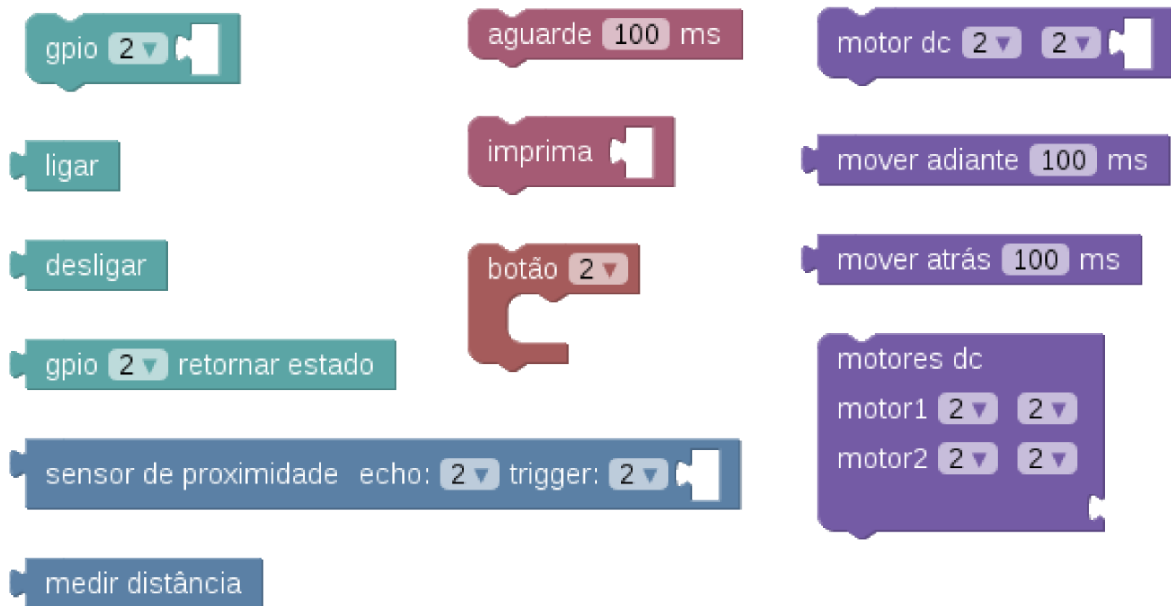 gpio 2
ligar
desligar
gpio 2 retornar estado
sensor de proximidade echo: 2 trigger: 2
medir distância
aguarde 100 ms
imprima
botão 2
motor dc 2 2
mover adiante 100 ms
mover atrás 100 ms
motores dc
motor1 2 2
motor2 2 2